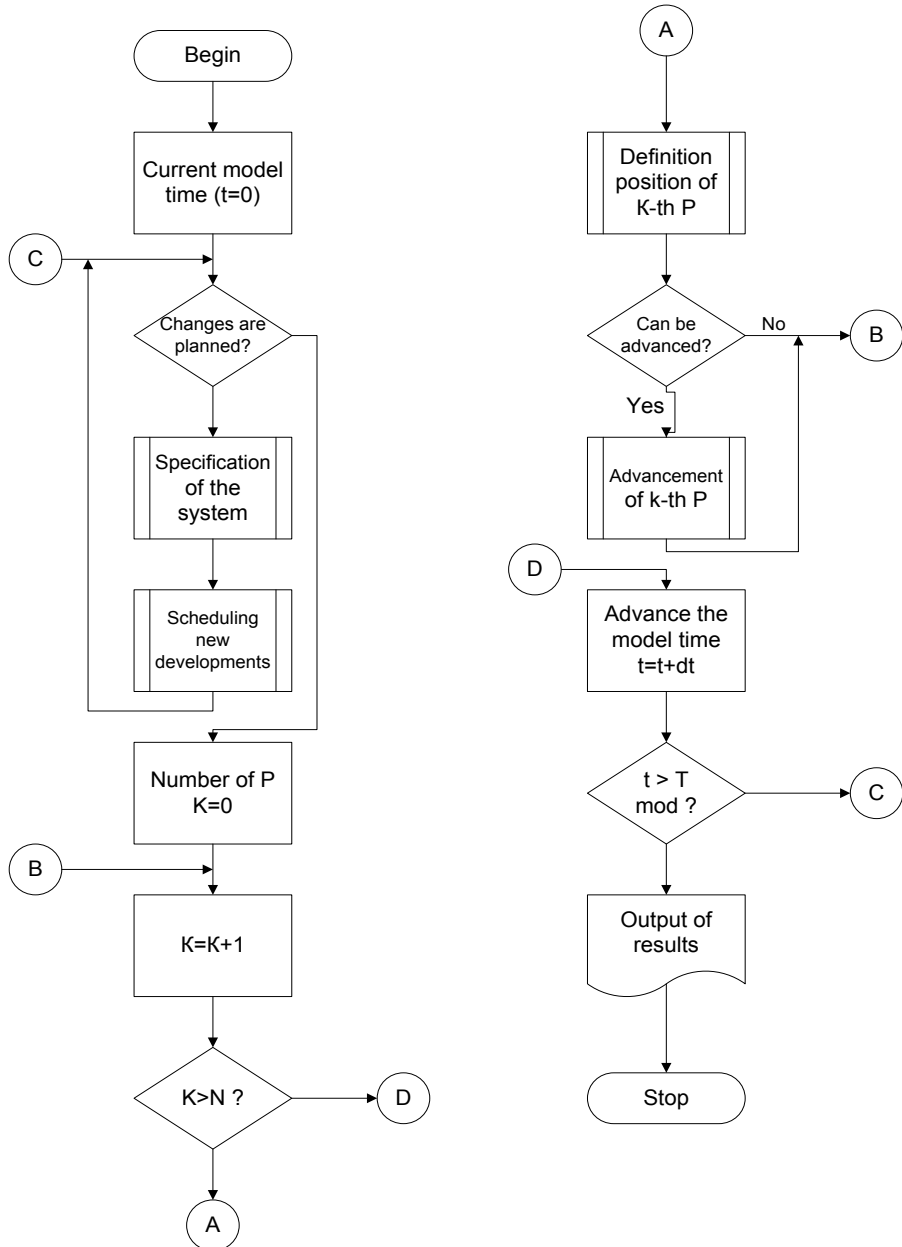 Begin
Current model
time (t=0)
C
Changes are
planned?
Specification
of the
system
Scheduling
new
developments
Number of P
K=0
B
К=К+1
K>N ?
D
A
A
Definition
position of
К-th P
Can be
advanced?
No
B
Yes
Advancement
of k-th P
D
Advance the
model time
t=t+dt
t > T
mod ?
C
Output of
results
Stop